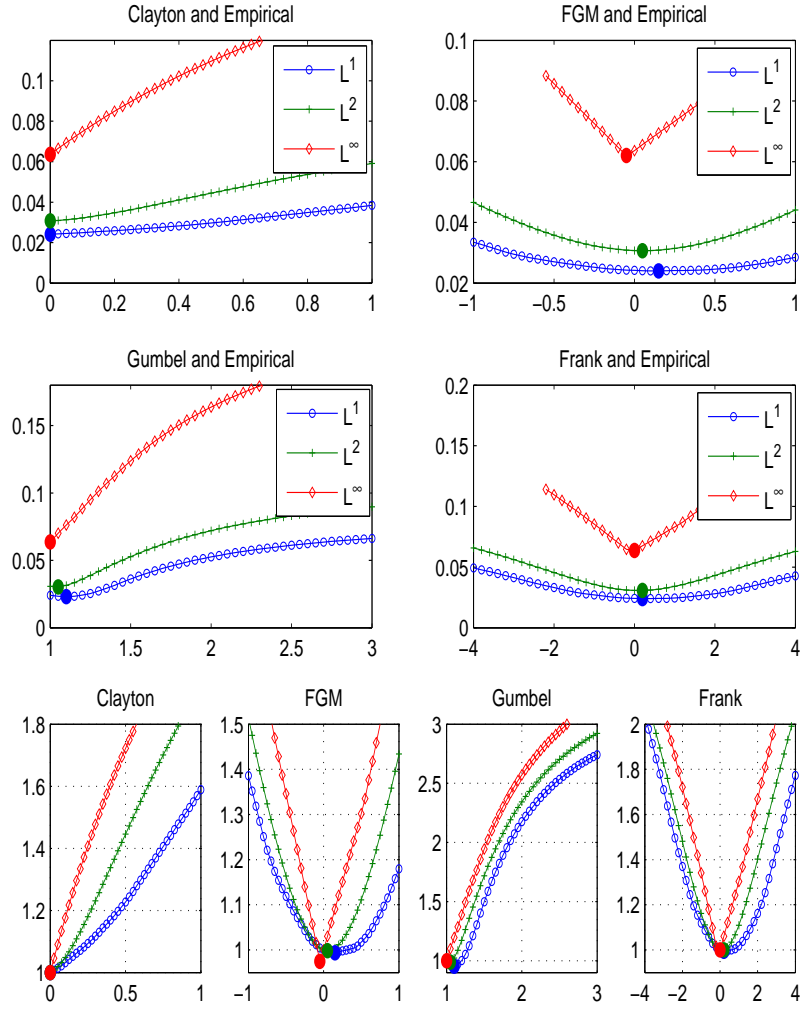 Clayton and Empirical
0.1
0.08
0.06
0.04
0.02
0
0 0.2 0.4 0.6 0.8 1
L¹
L²
L∞
FGM and Empirical
0.1
0.08
0.06
0.04
0.02
−1 −0.5 0 0.5 1
L¹
L²
L∞
Gumbel and Empirical
0.15
0.1
0.05
0
1 1.5 2 2.5 3
L¹
L²
L∞
Frank and Empirical
0.2
0.15
0.1
0.05
0
−4 −2 0 2 4
L¹
L²
L∞
Clayton
1.8
1.6
1.4
1.2
1
0 0.5 1
FGM
1.5
1.4
1.3
1.2
1.1
1
−1 0 1
Gumbel
3
2.5
2
1.5
1
1 2 3
Frank
2
1.8
1.6
1.4
1.2
1
−4 −2 0 2 4